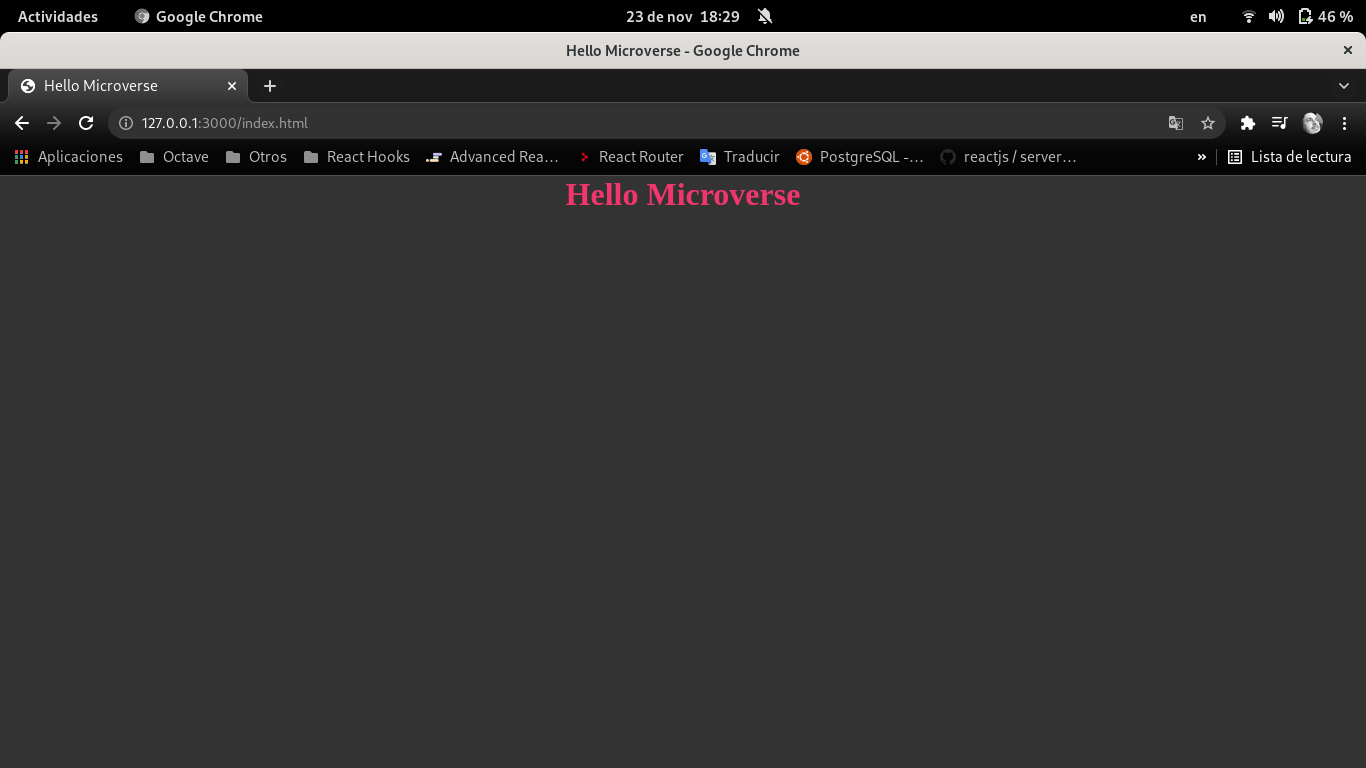 Actividades Google Chrome 23 de nov 18:29 en 46 %
Hello Microverse - Google Chrome
Hello Microverse
127.0.0.1:3000/index.html
Aplicaciones Octave Otros React Hooks Advanced Rea... React Router Traducir PostgreSQL -... reactjs / server... » Lista de lectura
Hello Microverse